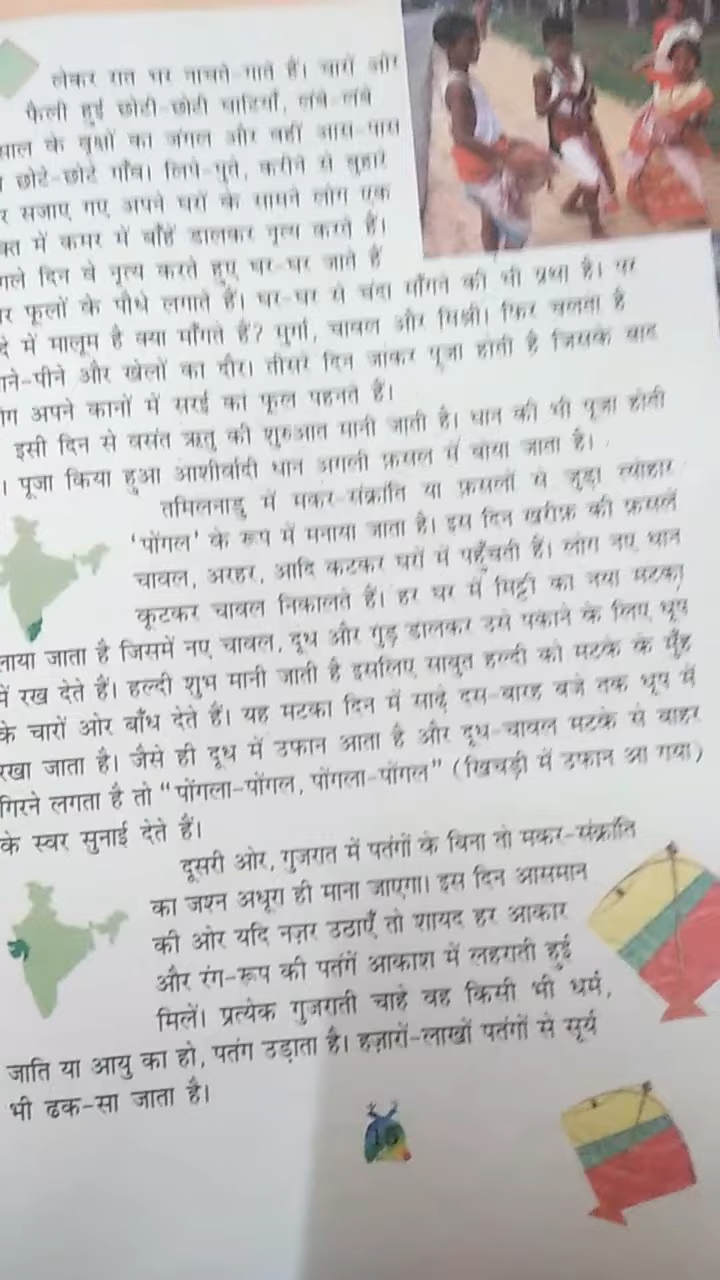 लेकर रात भर नाचते-गाते हैं। चारों ओर
फैली हुई छोटी-छोटी घाटियाँ, लंबे-लंबे
साल के वृक्षों का जंगल और वहीं आस-पास
छोटे-छोटे गाँव। लिपे-पुते, करीने से बुहारे
र सजाए गए अपने घरों के सामने लोग एक
क्त में कमर में बाँहें डालकर नृत्य करते हैं।
गले दिन वे नृत्य करते हुए घर-घर जाते हैं
र फूलों के पौधे लगाते हैं। घर-घर से चंदा माँगने की भी प्रथा है। पर
दे में मालूम है क्या माँगते हैं? मुर्गा, चावल और मिश्री। फिर चलता है
ाने-पीने और खेलों का दौर। तीसरे दिन जाकर पूजा होती है जिसके बाद
ोग अपने कानों में सरई का फूल पहनते हैं।
इसी दिन से वसंत ऋतु की शुरुआत मानी जाती है। धान की भी पूजा होती
। पूजा किया हुआ आशीर्वादी धान अगली फ़सल में बोया जाता है।
तमिलनाडु में मकर-संक्रांति या फ़सलों से जुड़ा त्योहार
'पोंगल' के रूप में मनाया जाता है। इस दिन खरीफ़ की फ़सलें
चावल, अरहर, आदि कटकर घरों में पहुँचती हैं। लोग नए धान
कूटकर चावल निकालते हैं। हर घर में मिट्टी का नया मटका
लाया जाता है जिसमें नए चावल, दूध और गुड़ डालकर उसे पकाने के लिए धूप
में रख देते हैं। हल्दी शुभ मानी जाती है इसलिए साबुत हल्दी को मटके के मुँह
के चारों ओर बाँध देते हैं। यह मटका दिन में साढ़े दस-बारह बजे तक धूप में
रखा जाता है। जैसे ही दूध में उफान आता है और दूध-चावल मटके से बाहर
गिरने लगता है तो "पोंगला-पोंगल, पोंगला-पोंगल" (खिचड़ी में उफान आ गया)
के स्वर सुनाई देते हैं।
दूसरी ओर, गुजरात में पतंगों के बिना तो मकर-संक्रांति
का जश्न अधूरा ही माना जाएगा। इस दिन आसमान
की ओर यदि नज़र उठाएँ तो शायद हर आकार
और रंग-रूप की पतंगें आकाश में लहराती हुई
मिलें। प्रत्येक गुजराती चाहे वह किसी भी धर्म,
जाति या आयु का हो, पतंग उड़ाता है। हज़ारों-लाखों पतंगों से सूर्य
भी ढक-सा जाता है।